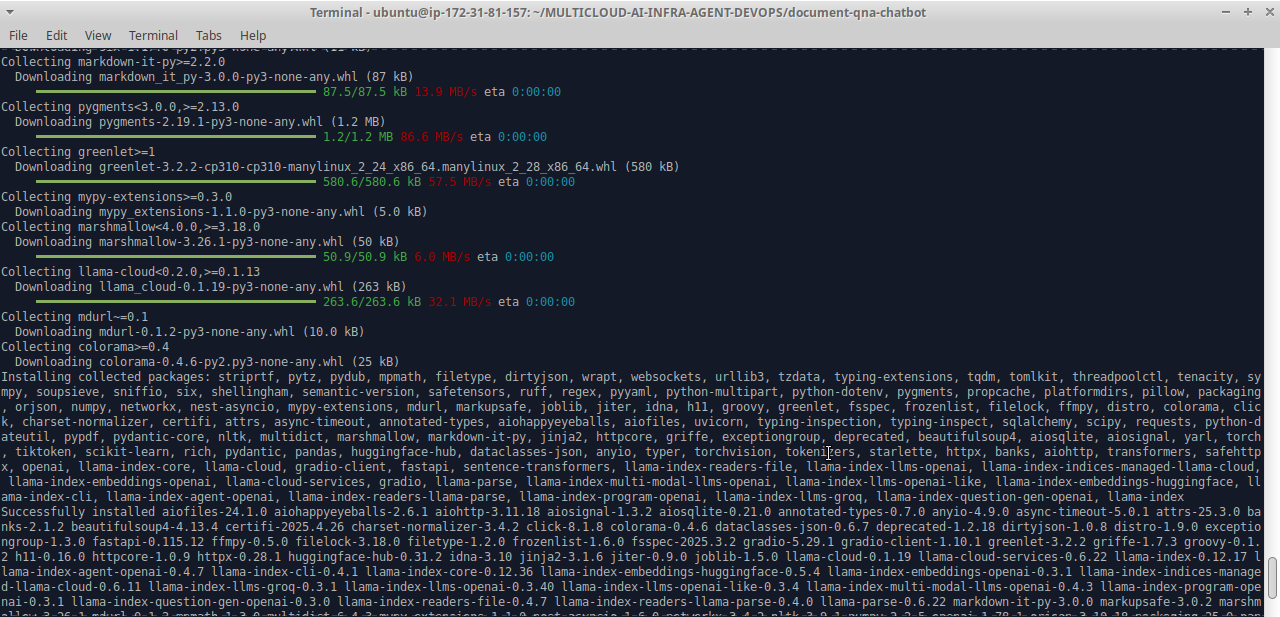 Terminal - ubuntu@ip-172-31-81-157: ~/MULTICLOUD-AI-INFRA-AGENT-DEVOPS/document-qna-chatbot
File Edit View Terminal Tabs Help
Collecting markdown-it-py>=2.2.0
Downloading markdown_it_py-3.0.0-py3-none-any.whl (87 kB)
87.5/87.5 kB 13.9 MB/s eta 0:00:00
Collecting pygments<3.0.0,>=2.13.0
Downloading pygments-2.19.1-py3-none-any.whl (1.2 MB)
1.2/1.2 MB 86.6 MB/s eta 0:00:00
Collecting greenlet>=1
Downloading greenlet-3.2.2-cp310-cp310-manylinux_2_24_x86_64.manylinux_2_28_x86_64.whl (580 kB)
580.6/580.6 kB 57.5 MB/s eta 0:00:00
Collecting mypy-extensions>=0.3.0
Downloading mypy_extensions-1.1.0-py3-none-any.whl (5.0 kB)
Collecting marshmallow<4.0.0,>=3.18.0
Downloading marshmallow-3.26.1-py3-none-any.whl (50 kB)
50.9/50.9 kB 6.0 MB/s eta 0:00:00
Collecting llama-cloud<0.2.0,>=0.1.13
Downloading llama_cloud-0.1.19-py3-none-any.whl (263 kB)
263.6/263.6 kB 32.1 MB/s eta 0:00:00
Collecting mdurl~=0.1
Downloading mdurl-0.1.2-py3-none-any.whl (10.0 kB)
Collecting colorama>=0.4
Downloading colorama-0.4.6-py2.py3-none-any.whl (25 kB)
Installing collected packages: striprtf, pytz, pydub, mpmath, filetype, dirtyjson, wrapt, websockets, urllib3, tzdata, typing-extensions, tqdm, tomlkit, threadpoolctl, tenacity, sy
mpy, soupsieve, sniffio, six, shellingham, semantic-version, safetensors, ruff, regex, pyyaml, python-multipart, python-dotenv, pygments, propcache, platformdirs, pillow, packaging
, orjson, numpy, networkx, nest-asyncio, mypy-extensions, mdurl, markupsafe, joblib, jiter, idna, h11, groovy, greenlet, fsspec, frozenlist, filelock, ffmpy, distro, colorama, clic
k, charset-normalizer, certifi, attrs, async-timeout, annotated-types, aiohappyeyeballs, aiofiles, uvicorn, typing-inspection, typing-inspect, sqlalchemy, scipy, requests, python-d
ateutil, pypdf, pydantic-core, nltk, multidict, marshmallow, markdown-it-py, jinja2, httpcore, griffe, exceptiongroup, deprecated, beautifulsoup4, aiosqlite, aiosignal, yarl, torch
, tiktoken, scikit-learn, rich, pydantic, pandas, huggingface-hub, dataclasses-json, anyio, typer, torchvision, tokenizers, starlette, httpx, banks, aiohttp, transformers, safehttp
x, openai, llama-index-core, llama-cloud, gradio-client, fastapi, sentence-transformers, llama-index-readers-file, llama-index-llms-openai, llama-index-indices-managed-llama-cloud,
llama-index-embeddings-openai, llama-cloud-services, gradio, llama-parse, llama-index-multi-modal-llms-openai, llama-index-llms-openai-like, llama-index-embeddings-huggingface, ll
ama-index-cli, llama-index-agent-openai, llama-index-readers-llama-parse, llama-index-program-openai, llama-index-llms-groq, llama-index-question-gen-openai, llama-index
Successfully installed aiofiles-24.1.0 aiohappyeyeballs-2.6.1 aiohttp-3.11.18 aiosignal-1.3.2 aiosqlite-0.21.0 annotated-types-0.7.0 anyio-4.9.0 async-timeout-5.0.1 attrs-25.3.0 ba
nks-2.1.2 beautifulsoup4-4.13.4 certifi-2025.4.26 charset-normalizer-3.4.2 click-8.1.8 colorama-0.4.6 dataclasses-json-0.6.7 deprecated-1.2.18 dirtyjson-1.0.8 distro-1.9.0 exceptio
ngroup-1.3.0 fastapi-0.115.12 ffmpy-0.5.0 filelock-3.18.0 filetype-1.2.0 frozenlist-1.6.0 fsspec-2025.3.2 gradio-5.29.1 gradio-client-1.10.1 greenlet-3.2.2 griffe-1.7.3 groovy-0.1.
2 h11-0.16.0 httpcore-1.0.9 httpx-0.28.1 huggingface-hub-0.31.2 idna-3.10 jinja2-3.1.6 jiter-0.9.0 joblib-1.5.0 llama-cloud-0.1.19 llama-cloud-services-0.6.22 llama-index-0.12.17 l
lama-index-agent-openai-0.4.7 llama-index-cli-0.4.1 llama-index-core-0.12.36 llama-index-embeddings-huggingface-0.5.4 llama-index-embeddings-openai-0.3.1 llama-index-indices-manage
d-llama-cloud-0.6.11 llama-index-llms-groq-0.3.1 llama-index-llms-openai-0.3.40 llama-index-llms-openai-like-0.3.4 llama-index-multi-modal-llms-openai-0.4.3 llama-index-program-ope
nai-0.3.1 llama-index-question-gen-openai-0.3.0 llama-index-readers-file-0.4.7 llama-index-readers-llama-parse-0.4.0 llama-parse-0.6.22 markdown-it-py-3.0.0 markupsafe-3.0.2 marshm